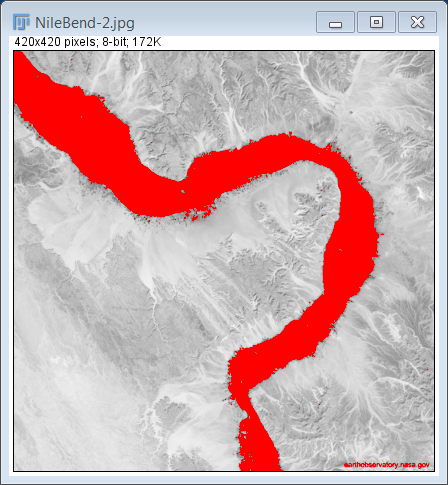 NileBend-2.jpg
420x420 pixels; 8-bit; 172K
earthobservatory.nasa.gov